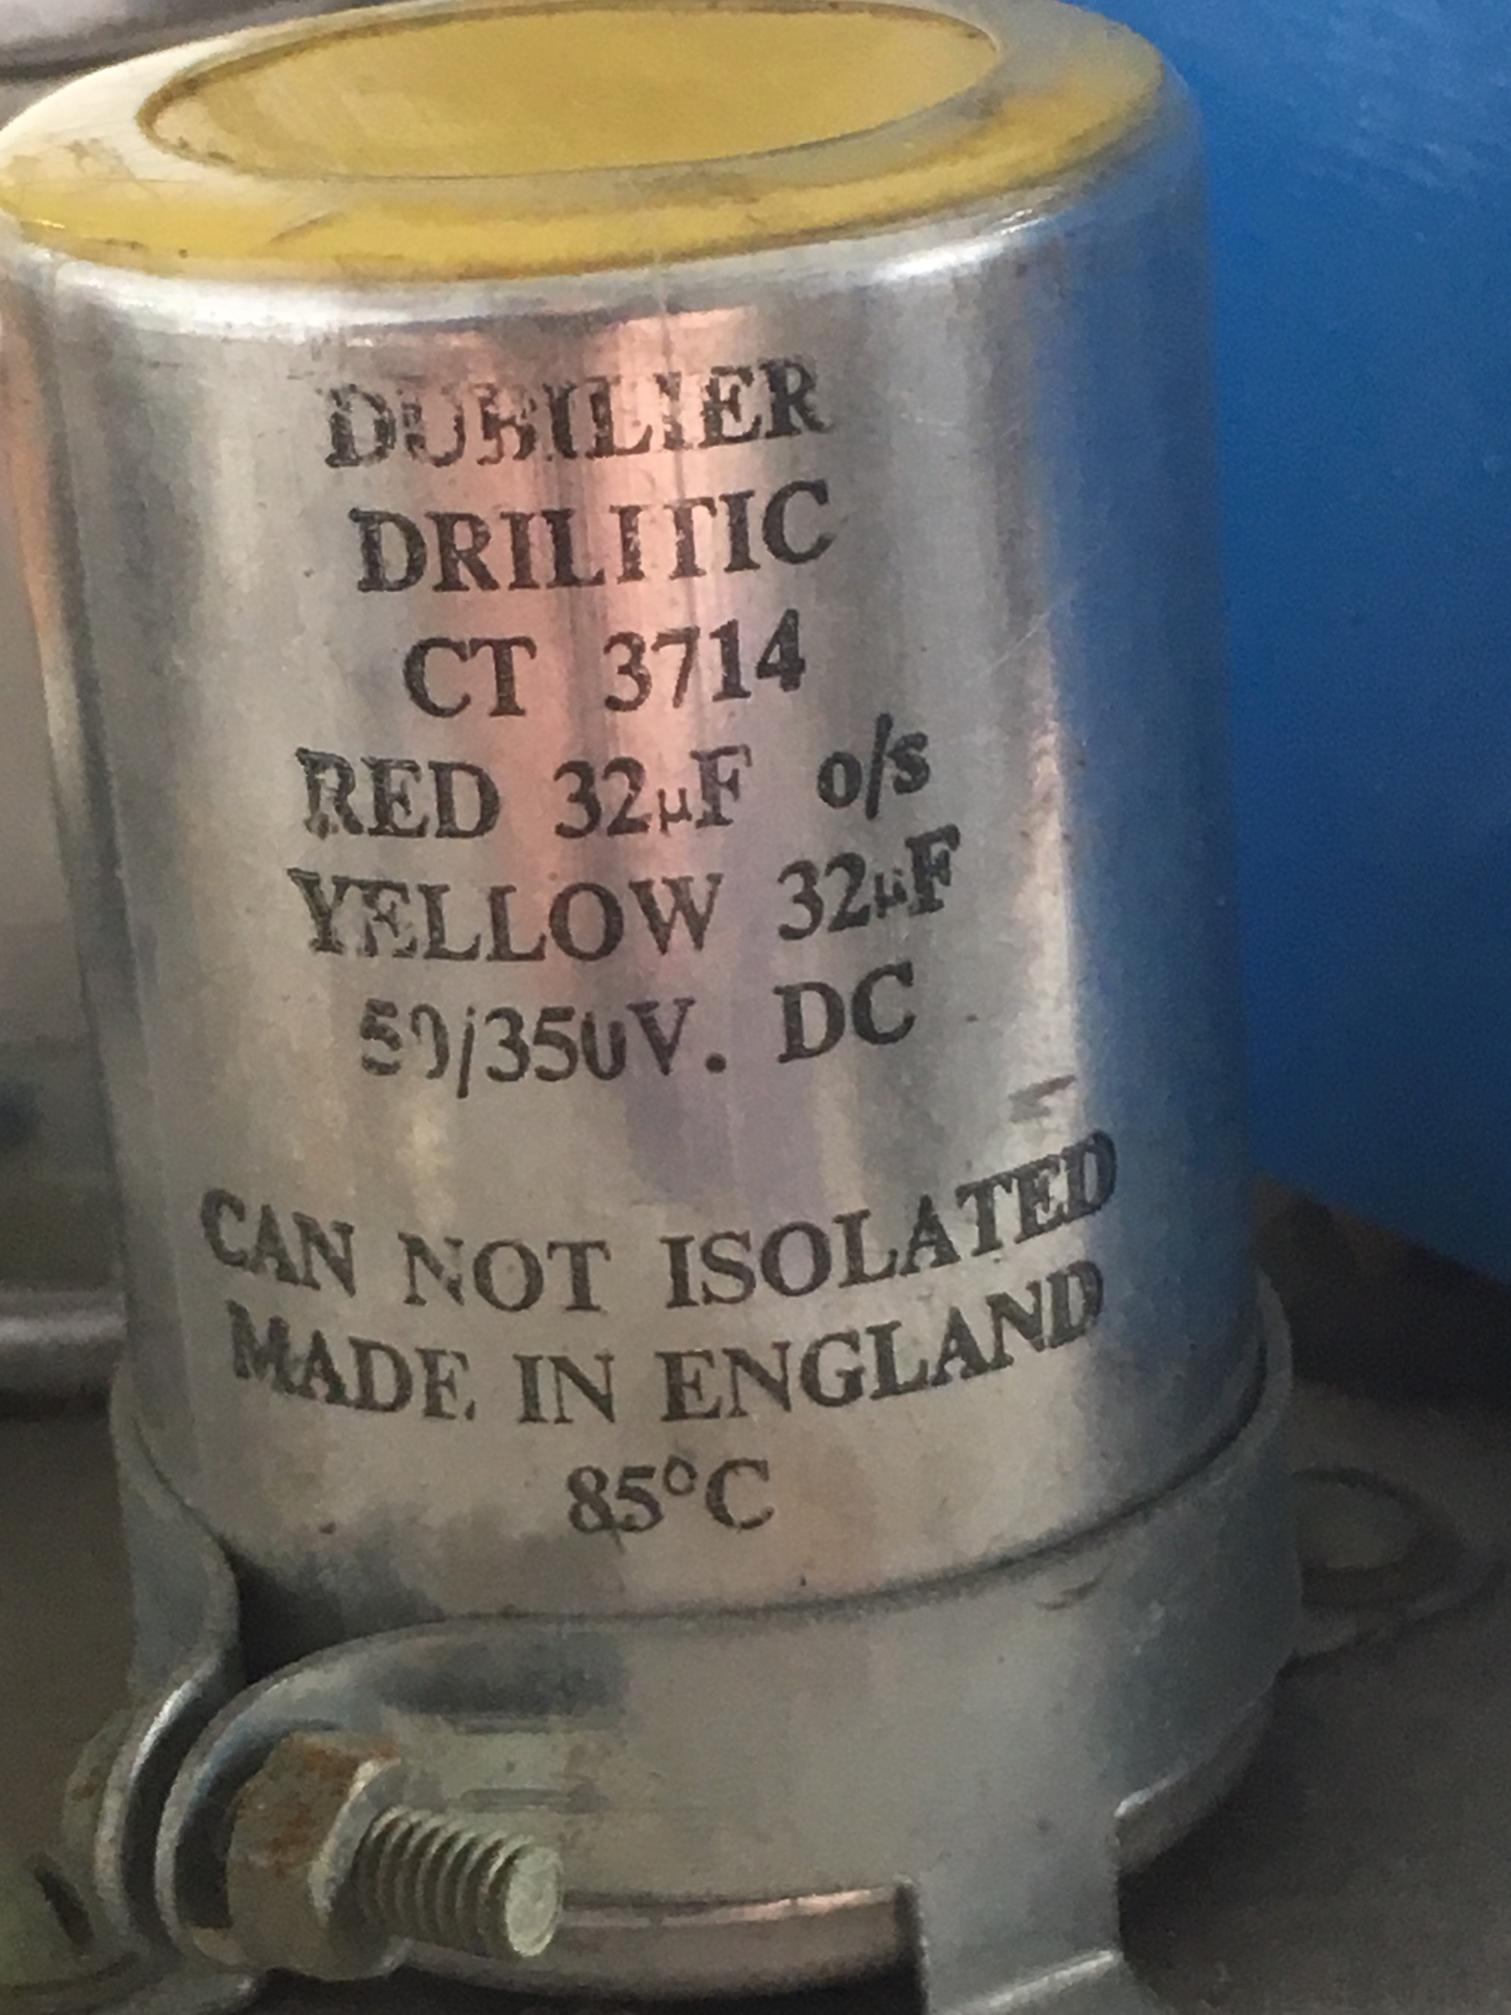 DUBILIER
DRILITIC
CT 3714
RED 32µF o/s
YELLOW 32µF
50/350V. DC
CAN NOT ISOLATED
MADE IN ENGLAND
85°C